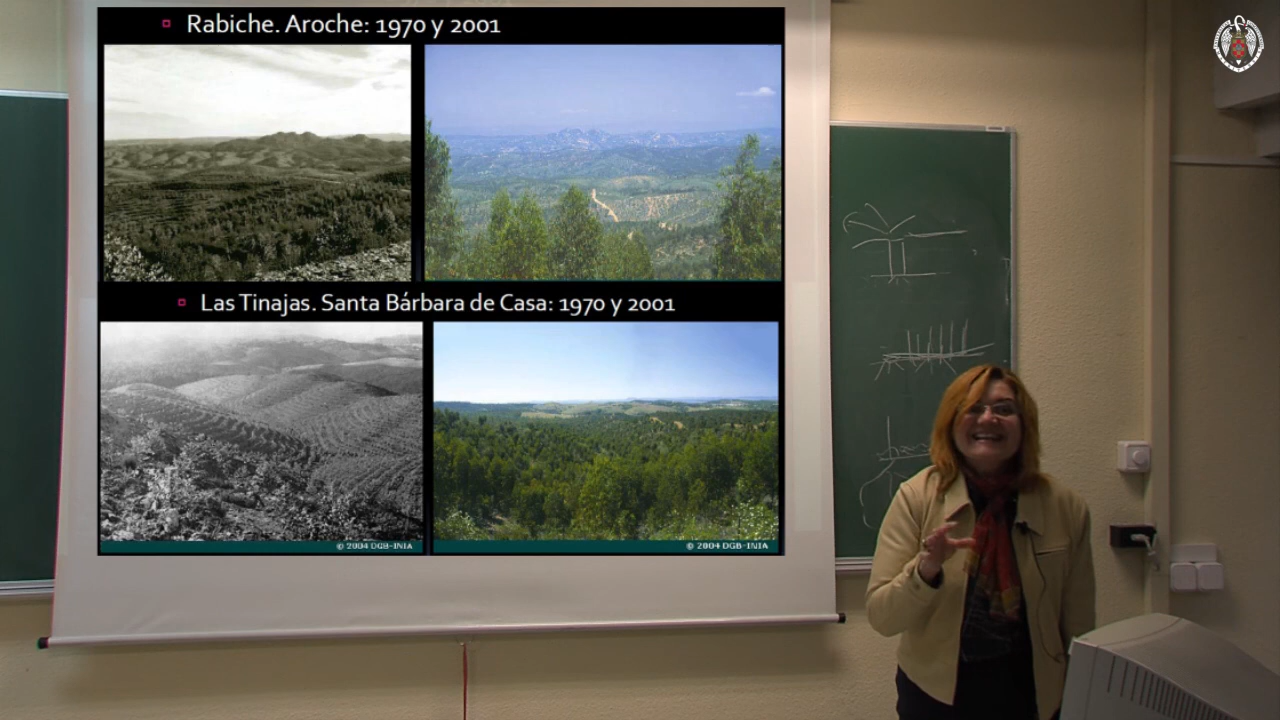 Rabiche. Aroche: 1970 y 2001
Las Tinajas. Santa Bárbara de Casa: 1970 y 2001
© 2004 DGB-INIA
© 2004 DGB-INIA